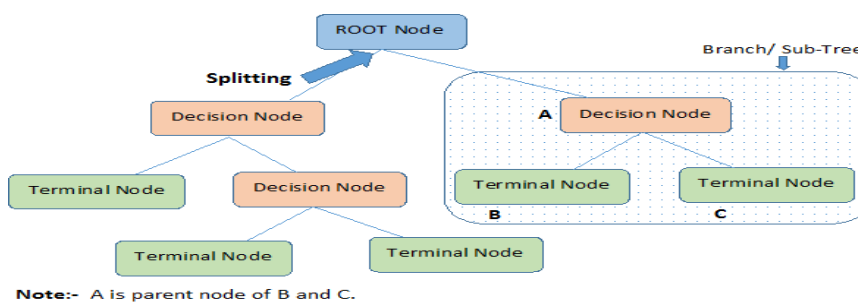 ROOT Node
Branch/ Sub-Tree
Splitting
Decision Node
A
Decision Node
Terminal Node
Decision Node
Terminal Node
Terminal Node
B
C
Terminal Node
Terminal Node
Note:- A is parent node of B and C.